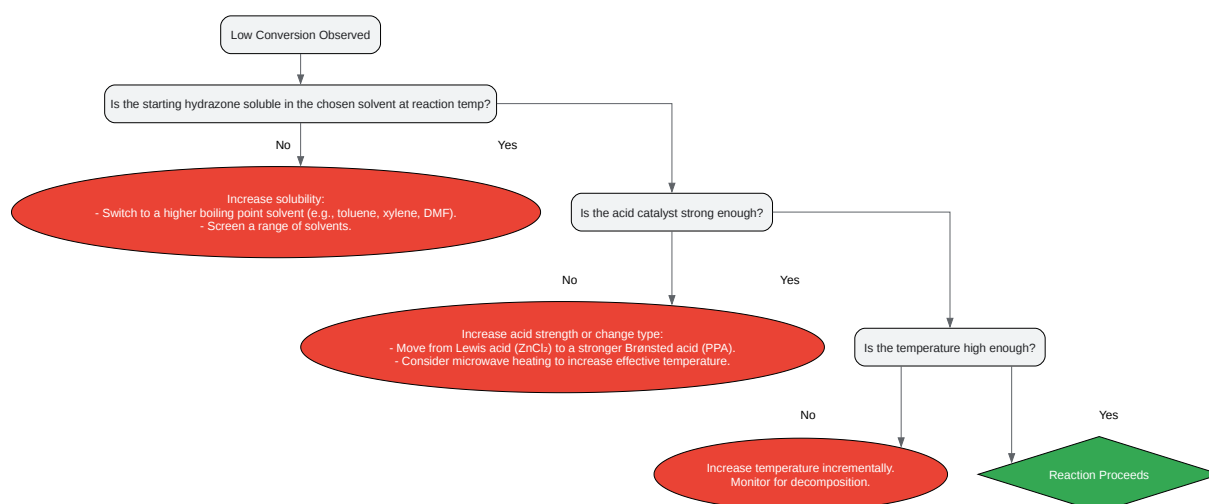 Low Conversion Observed
Is the starting hydrazone soluble in the chosen solvent at reaction temp?
No
Yes
Increase solubility:
- Switch to a higher boiling point solvent (e.g., toluene, xylene, DMF).
- Screen a range of solvents.
Is the acid catalyst strong enough?
No
Yes
Increase acid strength or change type:
- Move from Lewis acid (ZnCl₂) to a stronger Brønsted acid (PPA).
- Consider microwave heating to increase effective temperature.
Is the temperature high enough?
No
Yes
Increase temperature incrementally.
Monitor for decomposition.
Reaction Proceeds